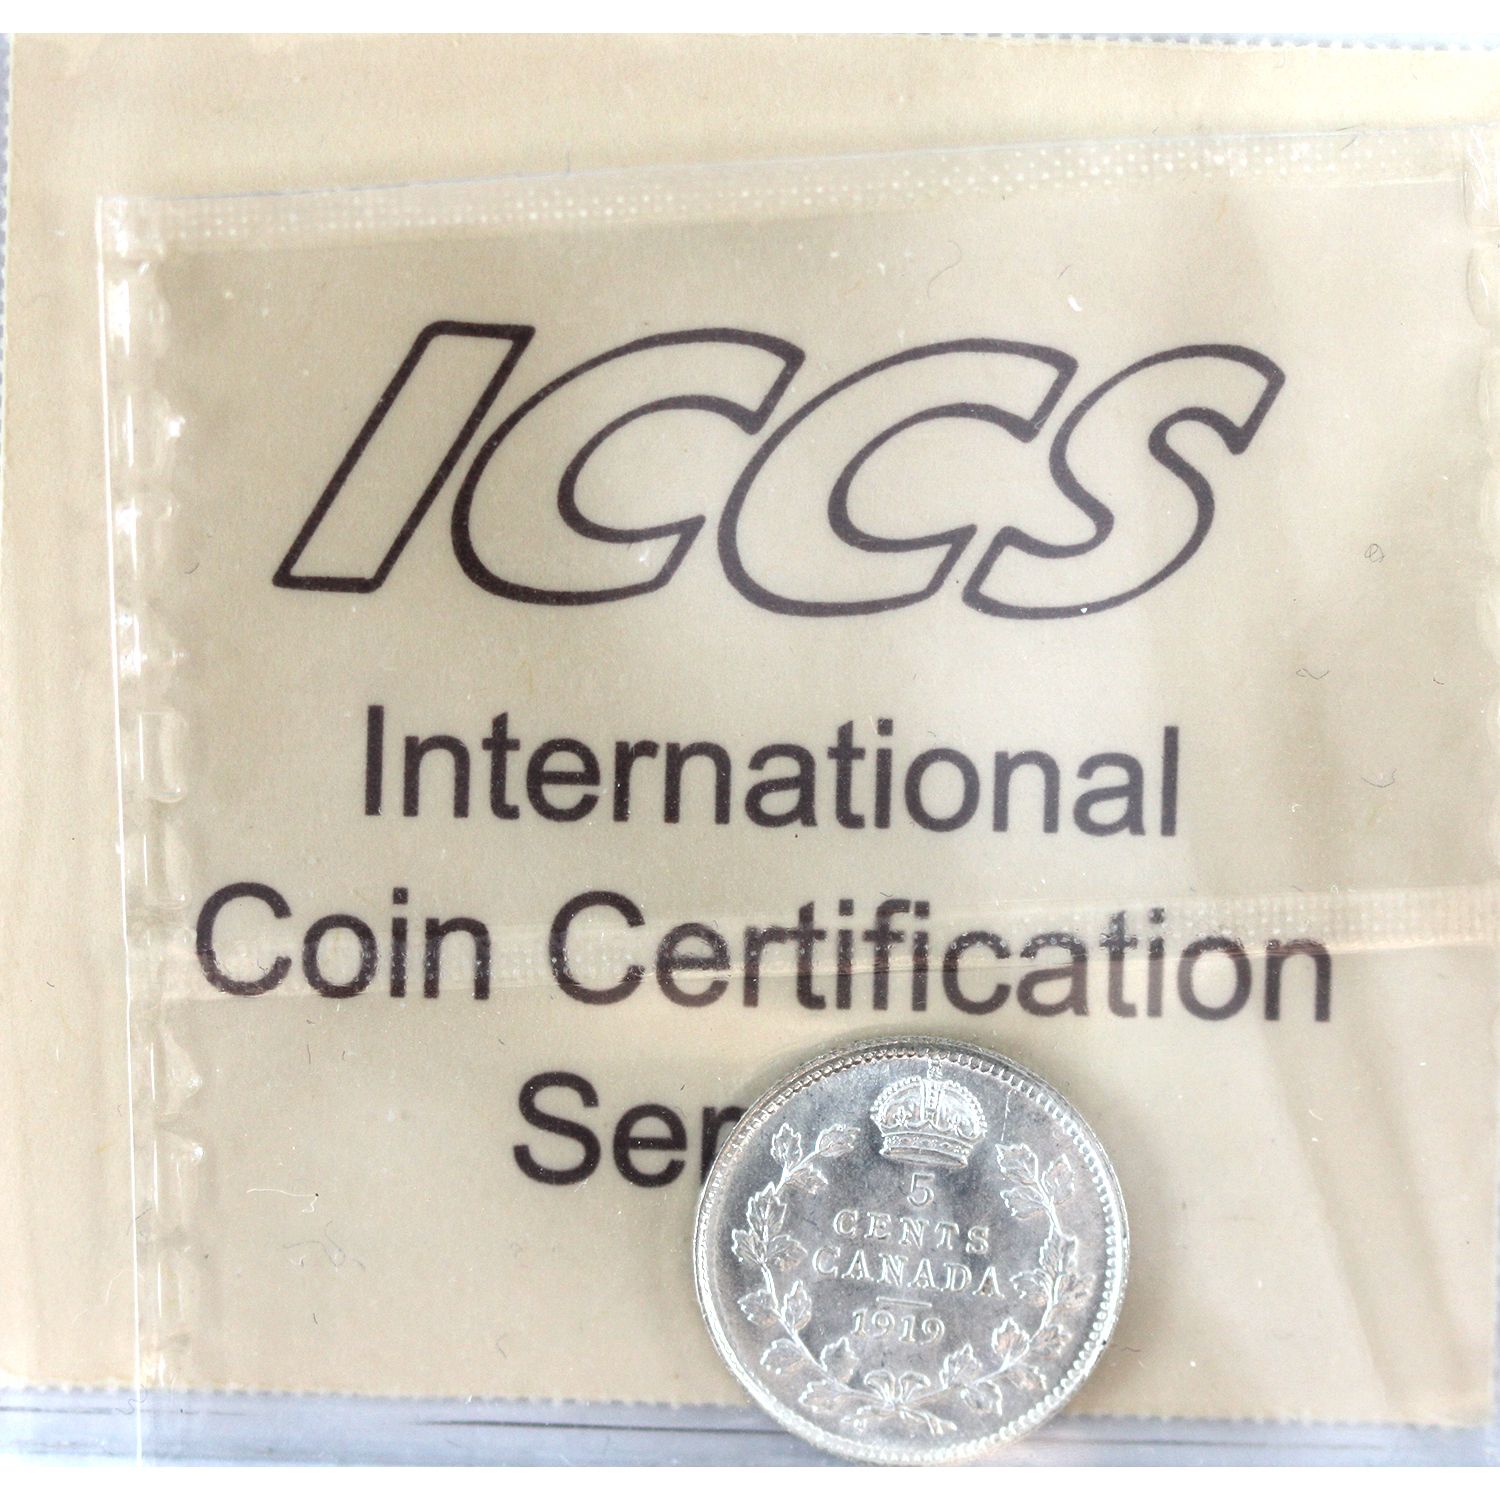 ICCS
International
Coin Certification
Ser
5
CENTS
CANADA
1919